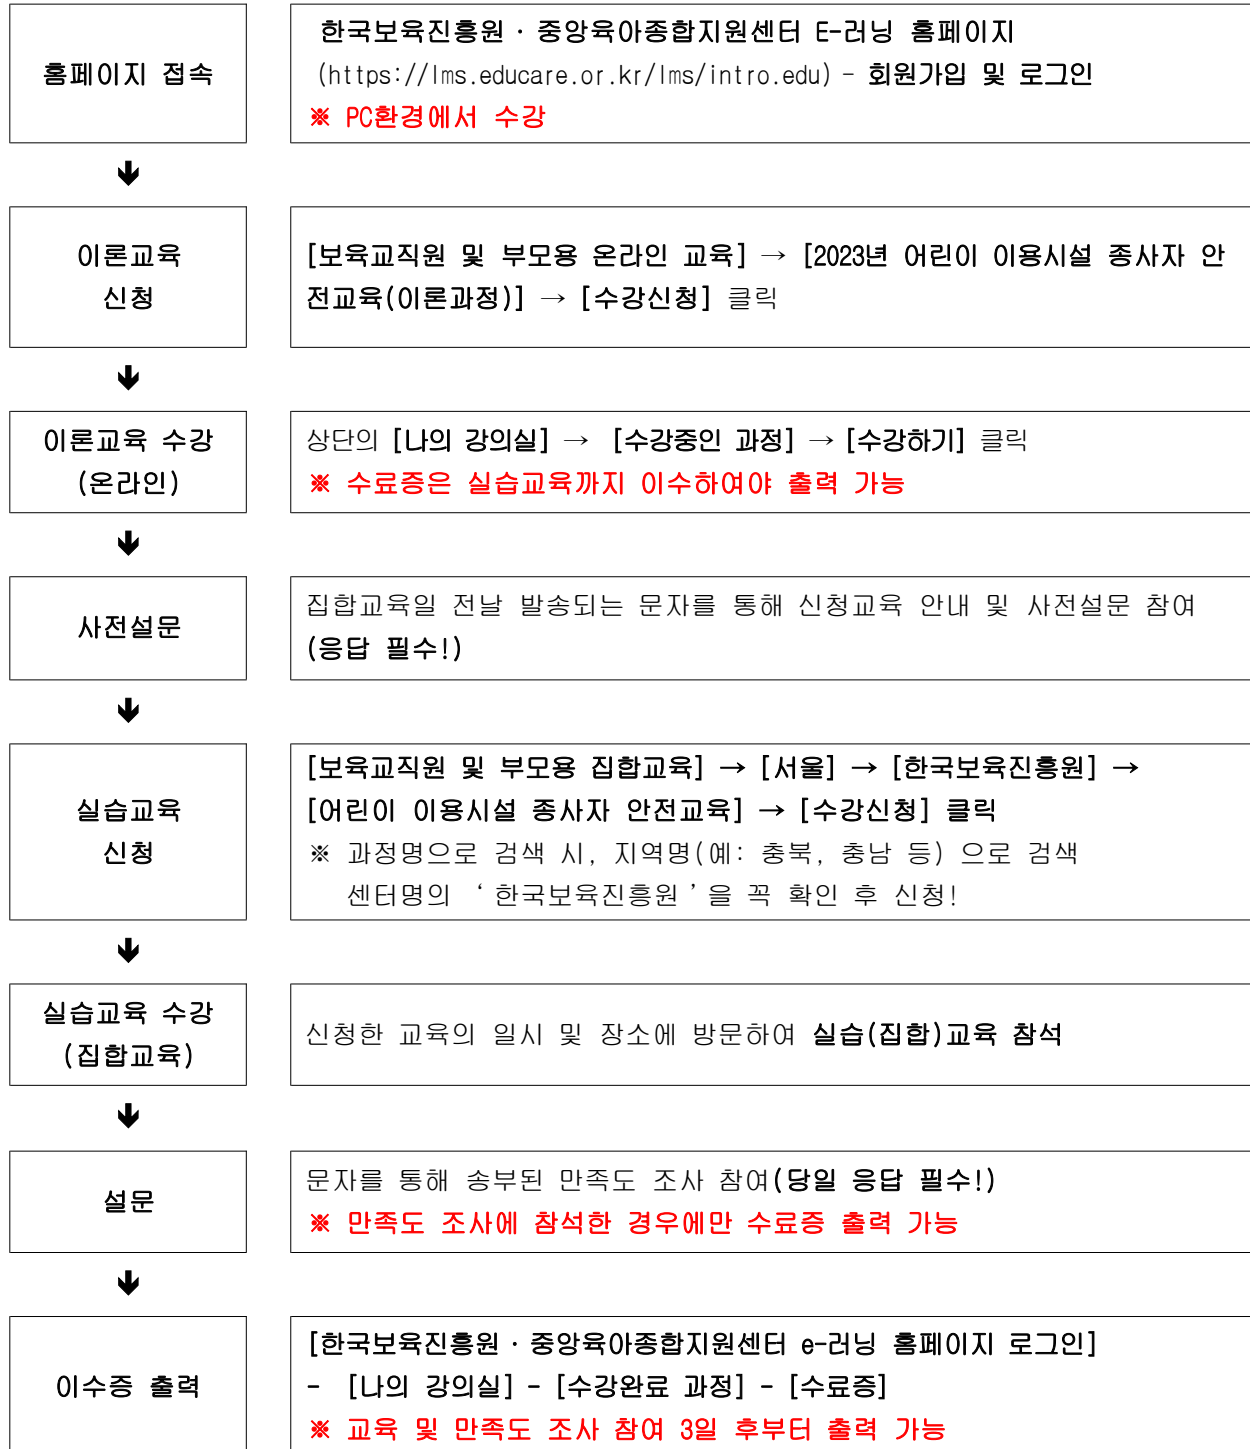 홈페이지 접속
한국보육진흥원 · 중앙육아종합지원센터 E-러닝 홈페이지
(https://lms.educare.or.kr/lms/intro.edu) - 회원가입 및 로그인
※ PC환경에서 수강
이론교육
신청
[보육교직원 및 부모용 온라인 교육] → [2023년 어린이 이용시설 종사자 안
전교육(이론과정)] → [수강신청] 클릭
이론교육 수강
(온라인)
상단의 [나의 강의실] → [수강중인 과정] → [수강하기] 클릭
※ 수료증은 실습교육까지 이수하여야 출력 가능
사전설문
집합교육일 전날 발송되는 문자를 통해 신청교육 안내 및 사전설문 참여
(응답 필수!)
실습교육
신청
[보육교직원 및 부모용 집합교육] → [서울] → [한국보육진흥원] →
[어린이 이용시설 종사자 안전교육] → [수강신청] 클릭
※ 과정명으로 검색 시, 지역명(예: 충북, 충남 등) 으로 검색
센터명의 ‘한국보육진흥원’을 꼭 확인 후 신청!
실습교육 수강
(집합교육)
신청한 교육의 일시 및 장소에 방문하여 실습(집합)교육 참석
설문
문자를 통해 송부된 만족도 조사 참여(당일 응답 필수!)
※ 만족도 조사에 참석한 경우에만 수료증 출력 가능
이수증 출력
[한국보육진흥원 · 중앙육아종합지원센터 e-러닝 홈페이지 로그인]
- [나의 강의실] - [수강완료 과정] - [수료증]
※ 교육 및 만족도 조사 참여 3일 후부터 출력 가능